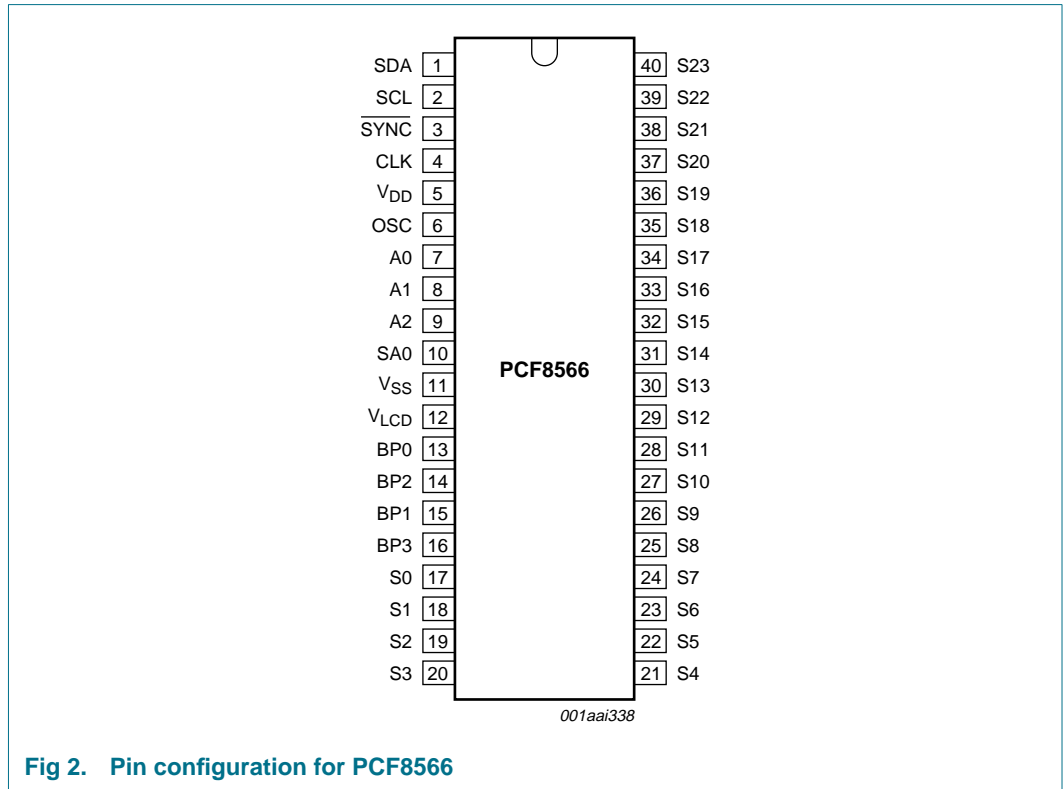 SDA 1 40 S23
SCL 2 39 S22
SYNC 3 38 S21
CLK 4 37 S20
VDD 5 36 S19
OSC 6 35 S18
A0 7 34 S17
A1 8 33 S16
A2 9 32 S15
SA0 10 31 S14
PCF8566
VSS 11 30 S13
VLCD 12 29 S12
BP0 13 28 S11
BP2 14 27 S10
BP1 15 26 S9
BP3 16 25 S8
S0 17 24 S7
S1 18 23 S6
S2 19 22 S5
S3 20 21 S4
001aai338
Fig 2. Pin configuration for PCF8566